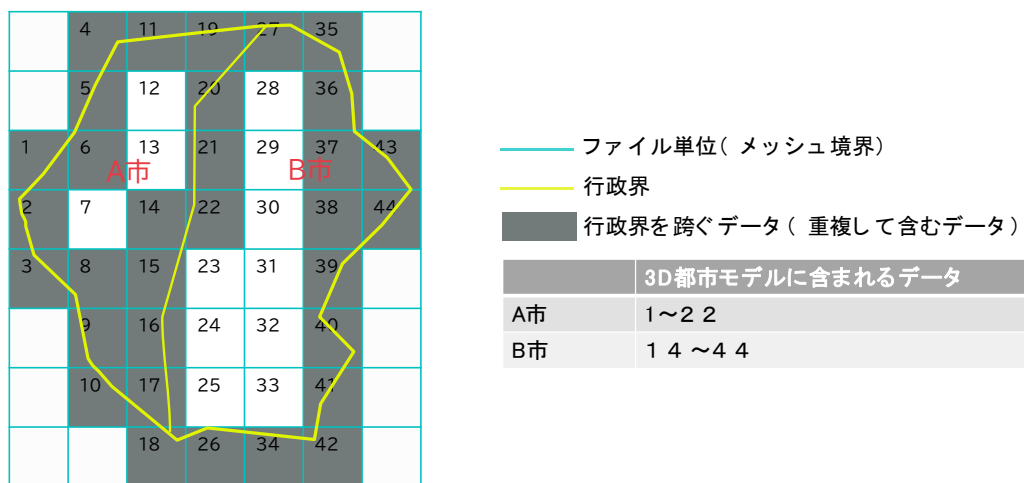 4 11 19 27 35
5 12 20 28 36
1 6 13 21 29 37 43
A市 B市
2 7 14 22 30 38 44
3 8 15 23 31 39
9 16 24 32 40
10 17 25 33 41
18 26 34 42
ファイル単位(メッシュ境界)
行政界
行政界を跨ぐデータ(重複して含むデータ)
3D都市モデルに含まれるデータ
A市 1~22
B市 14~44